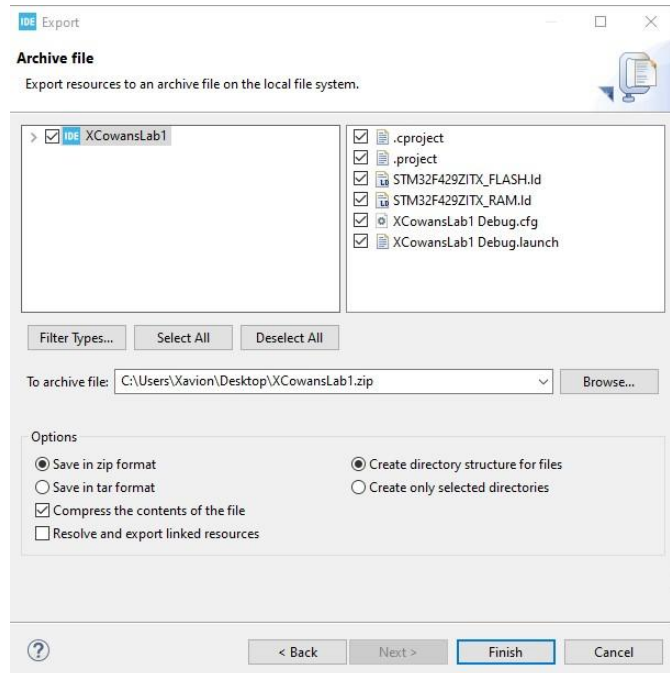 IDE Export
Archive file
Export resources to an archive file on the local file system.
IDE XCowansLab1
.cproject
.project
STM32F429ZITX_FLASH.ld
STM32F429ZITX_RAM.ld
XCowansLab1 Debug.cfg
XCowansLab1 Debug.launch
Filter Types... Select All Deselect All
To archive file: C:\Users\Xavion\Desktop\XCowansLab1.zip Browse...
Options
Save in zip format Create directory structure for files
Save in tar format Create only selected directories
Compress the contents of the file
Resolve and export linked resources
? < Back Next > Finish Cancel